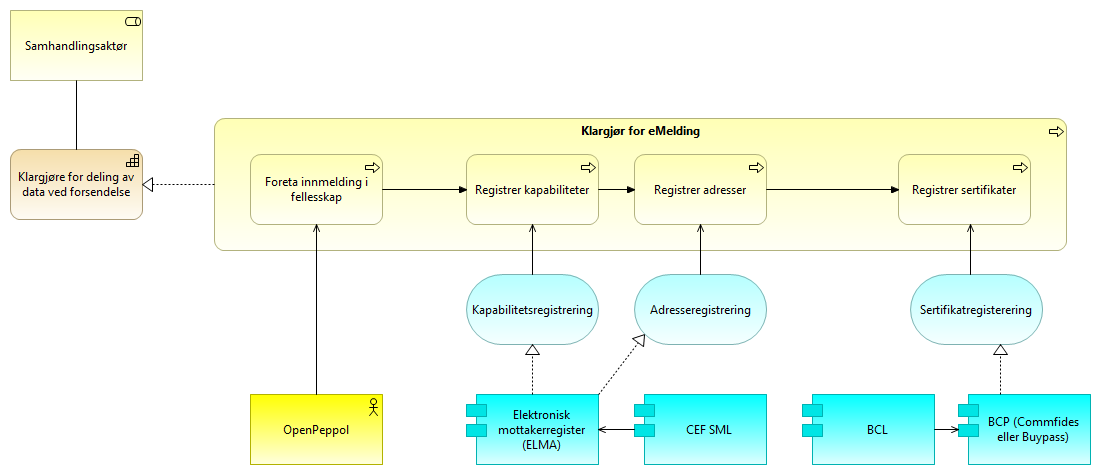 Samhandlingsaktør
Klargjøre for deling av
data ved forsendelse
Klargjør for eMelding
Foreta innmelding i
fellesskap
Registrer kapabiliteter
Registrer adresser
Registrer sertifikater
Kapabilitetsregistrering
Adresseregistrering
Sertifikatregisterering
OpenPeppol
Elektronisk
mottakerregister
(ELMA)
CEF SML
BCL
BCP (Commfides
eller Buypass)